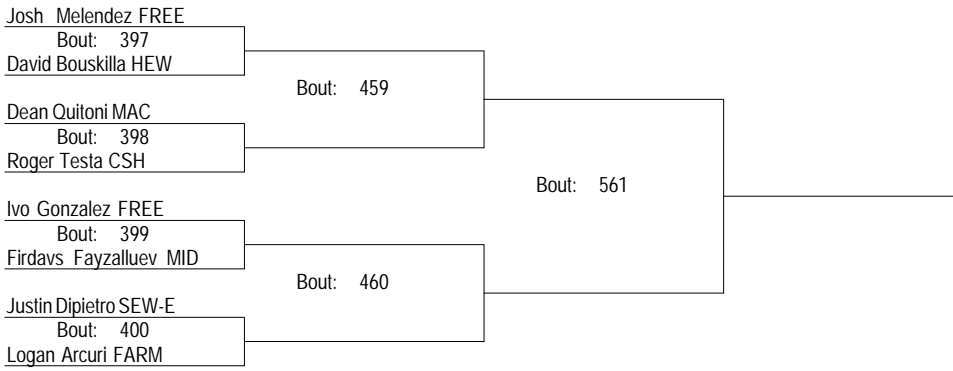 Josh Melendez FREE
Bout: 397
David Bouskilla HEW
Bout: 459
Dean Quitoni MAC
Bout: 398
Roger Testa CSH
Bout: 561
Ivo Gonzalez FREE
Bout: 399
Firdavs Fayzalluev MID
Bout: 460
Justin Dipietro SEW-E
Bout: 400
Logan Arcuri FARM